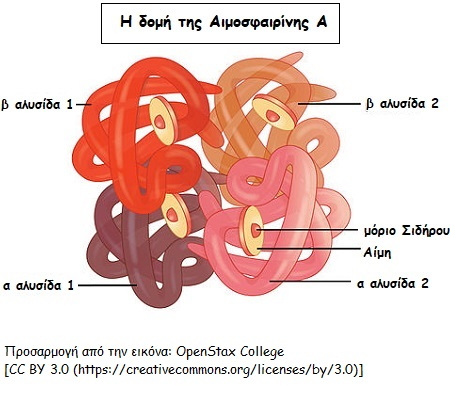 Η δομή της Αιμοσφαιρίνης Α
β αλυσίδα 1
β αλυσίδα 2
μόριο Σιδήρου
Αίμη
α αλυσίδα 1
α αλυσίδα 2
Προσαρμογή από την εικόνα: OpenStax College
[CC BY 3.0 (https://creativecommons.org/licenses/by/3.0)]